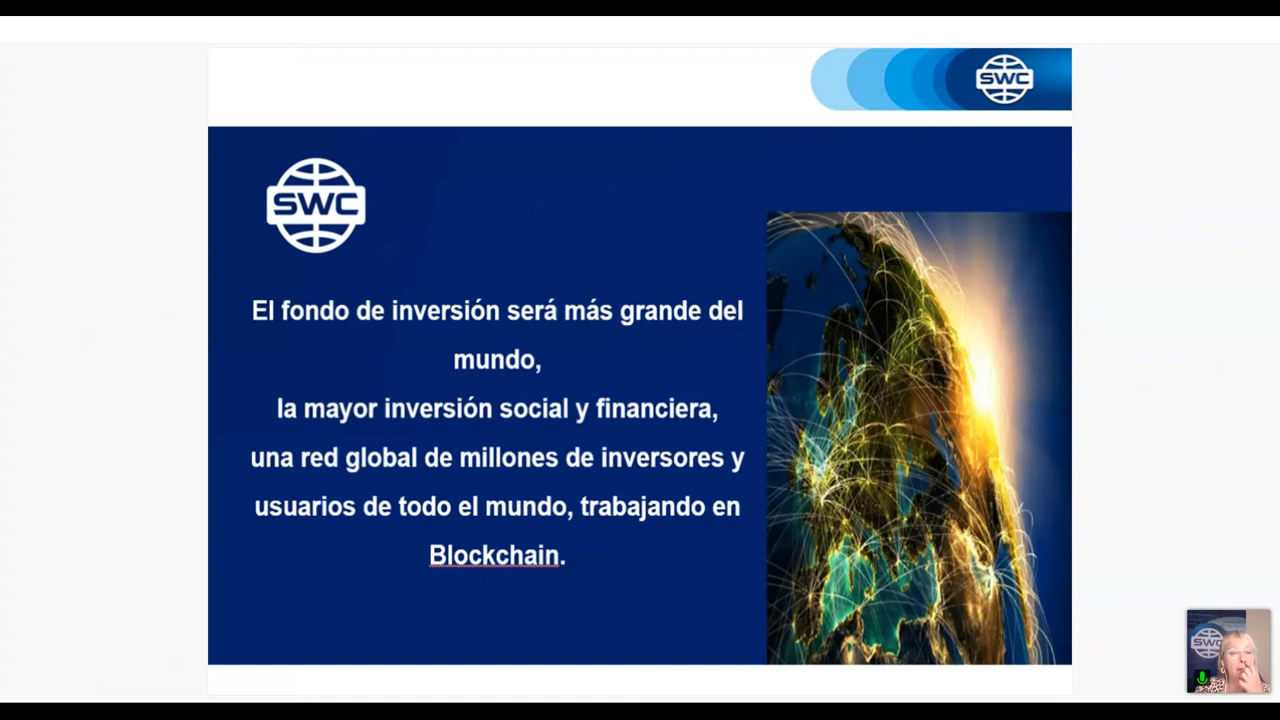 SWC
SWC
El fondo de inversión será más grande del
mundo,
la mayor inversión social y financiera,
una red global de millones de inversores y
usuarios de todo el mundo, trabajando en
Blockchain.
SWC